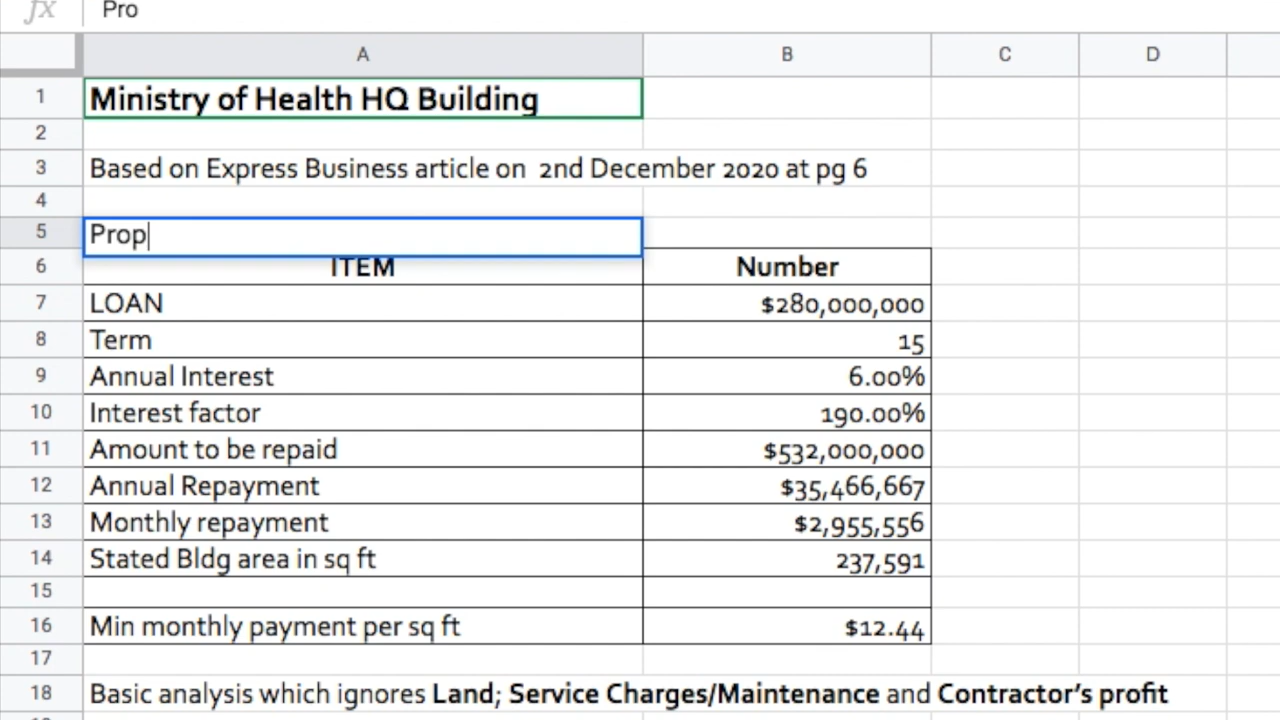 fx Pro
A B C D
1 Ministry of Health HQ Building
2
3 Based on Express Business article on 2nd December 2020 at pg 6
4
5 Prop
6 ITEM Number
7 LOAN $280,000,000
8 Term 15
9 Annual Interest 6.00%
10 Interest factor 190.00%
11 Amount to be repaid $532,000,000
12 Annual Repayment $35,466,667
13 Monthly repayment $2,955,556
14 Stated Bldg area in sq ft 237,591
15
16 Min monthly payment per sq ft $12.44
17
18 Basic analysis which ignores Land; Service Charges/Maintenance and Contractor's profit